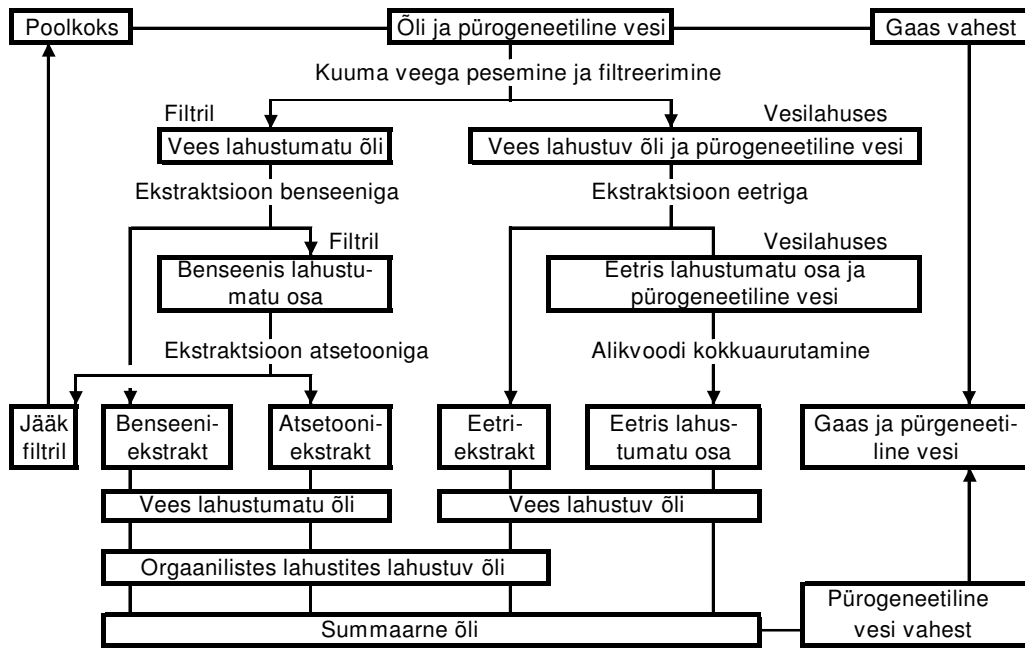 Poolkoks
Õli ja pürogeneetiline vesi
Gaas vahest
Kuuma veega pesemine ja filtreerimine
Filtril
Vesilahuses
Vees lahustumatu õli
Vees lahustuv õli ja pürogeneetiline vesi
Ekstraktsioon benseeniga
Ekstraktsioon eetriga
Filtril
Vesilahuses
Benseenis lahustu-
matu osa
Eetris lahustumatu osa ja
pürogeneetiline vesi
Ekstraktsioon atsetooniga
Alikvoodi kokkuaurutamine
Jääk
filtril
Benseeni-
ekstrakt
Atsetooni-
ekstrakt
Eetri-
ekstrakt
Eetris lahus-
tumatu osa
Gaas ja pürgeneeti-
line vesi
Vees lahustumatu õli
Vees lahustuv õli
Orgaanilistes lahustites lahustuv õli
Summaarne õli
Pürogeneetiline
vesi vahest